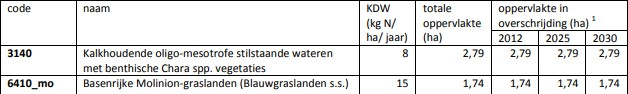 code naam KDW totale oppervlakte in
(kg N/ oppervlakte overschrijding (ha) 1
ha/ jaar) (ha) 2012 2025 2030
3140 Kalkhoudende oligo-mesotrofe stilstaande wateren 8 2,79 2,79 2,79 2,79
met benthische Chara spp. vegetaties
6410_mo Basenrijke Molinion-graslanden (Blauwgraslanden s.s.) 15 1,74 1,74 1,74 1,74